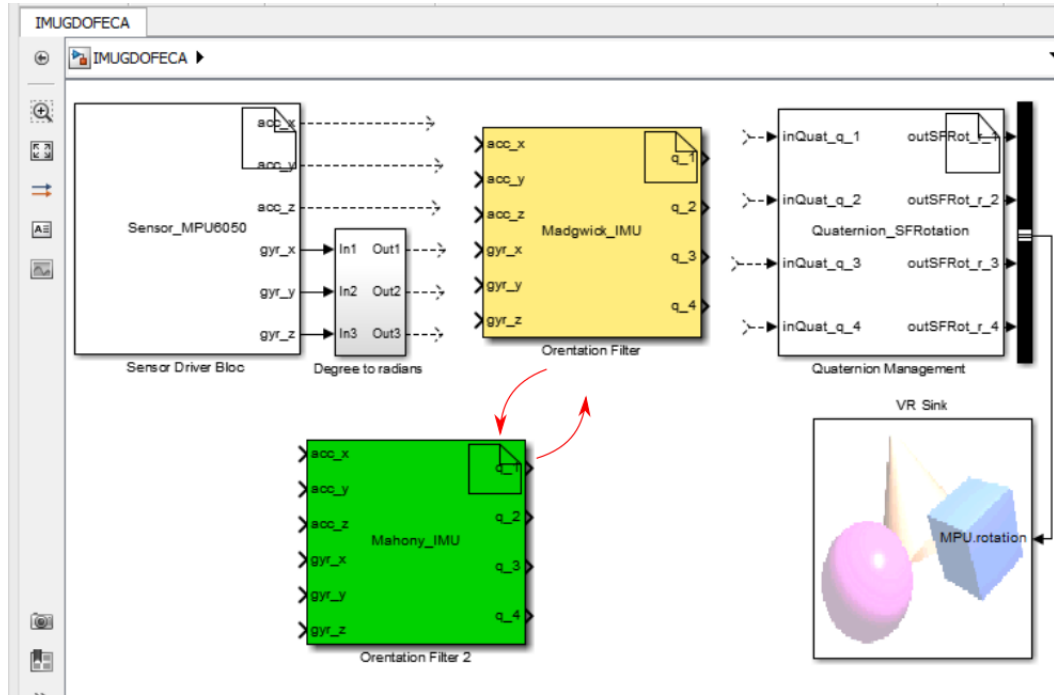 IMUGDOFECA
IMUGDOFECA
acc_x
acc_y
acc_z
Sensor_MPU6050
gyr_x
gyr_y
gyr_z
Sensor Driver Bloc
In1 Out1
In2 Out2
In3 Out3
Degree to radians
acc_x
acc_y
acc_z
gyr_x
gyr_y
gyr_z
Madgwick_IMU
q_1
q_2
q_3
q_4
Orentation Filter
inQuat_q_1
inQuat_q_2
inQuat_q_3
inQuat_q_4
Quaternion_SFRotation
outSFRot_r_1
outSFRot_r_2
outSFRot_r_3
outSFRot_r_4
Quaternion Management
VR Sink
MPU.rotation
acc_x
acc_y
acc_z
gyr_x
gyr_y
gyr_z
Mahony_IMU
q_1
q_2
q_3
q_4
Orentation Filter 2